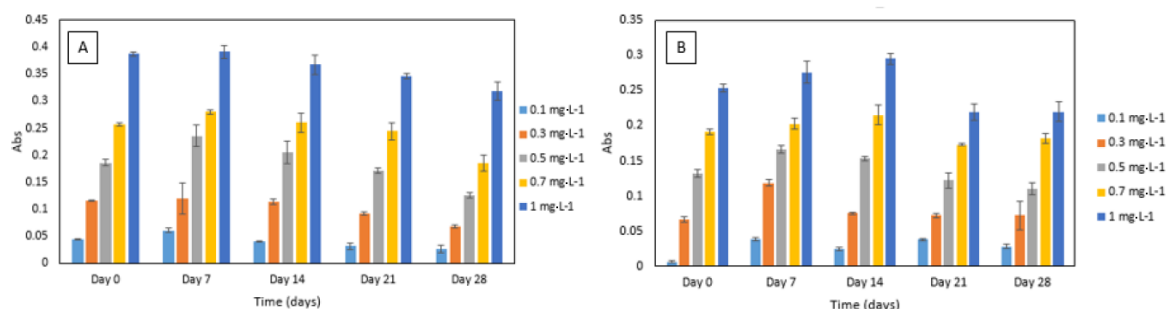 A
0.45
0.4
0.35
0.3
0.25
0.2
0.15
0.1
0.05
0
Abs
Day 0 Day 7 Day 14 Day 21 Day 28
Time (days)
0.1 mg·L-1
0.3 mg·L-1
0.5 mg·L-1
0.7 mg·L-1
1 mg·L-1
B
0.35
0.3
0.25
0.2
0.15
0.1
0.05
0
Abs
Day 0 Day 7 Day 14 Day 21 Day 28
Time (days)
0.1 mg·L-1
0.3 mg·L-1
0.5 mg·L-1
0.7 mg·L-1
1 mg·L-1